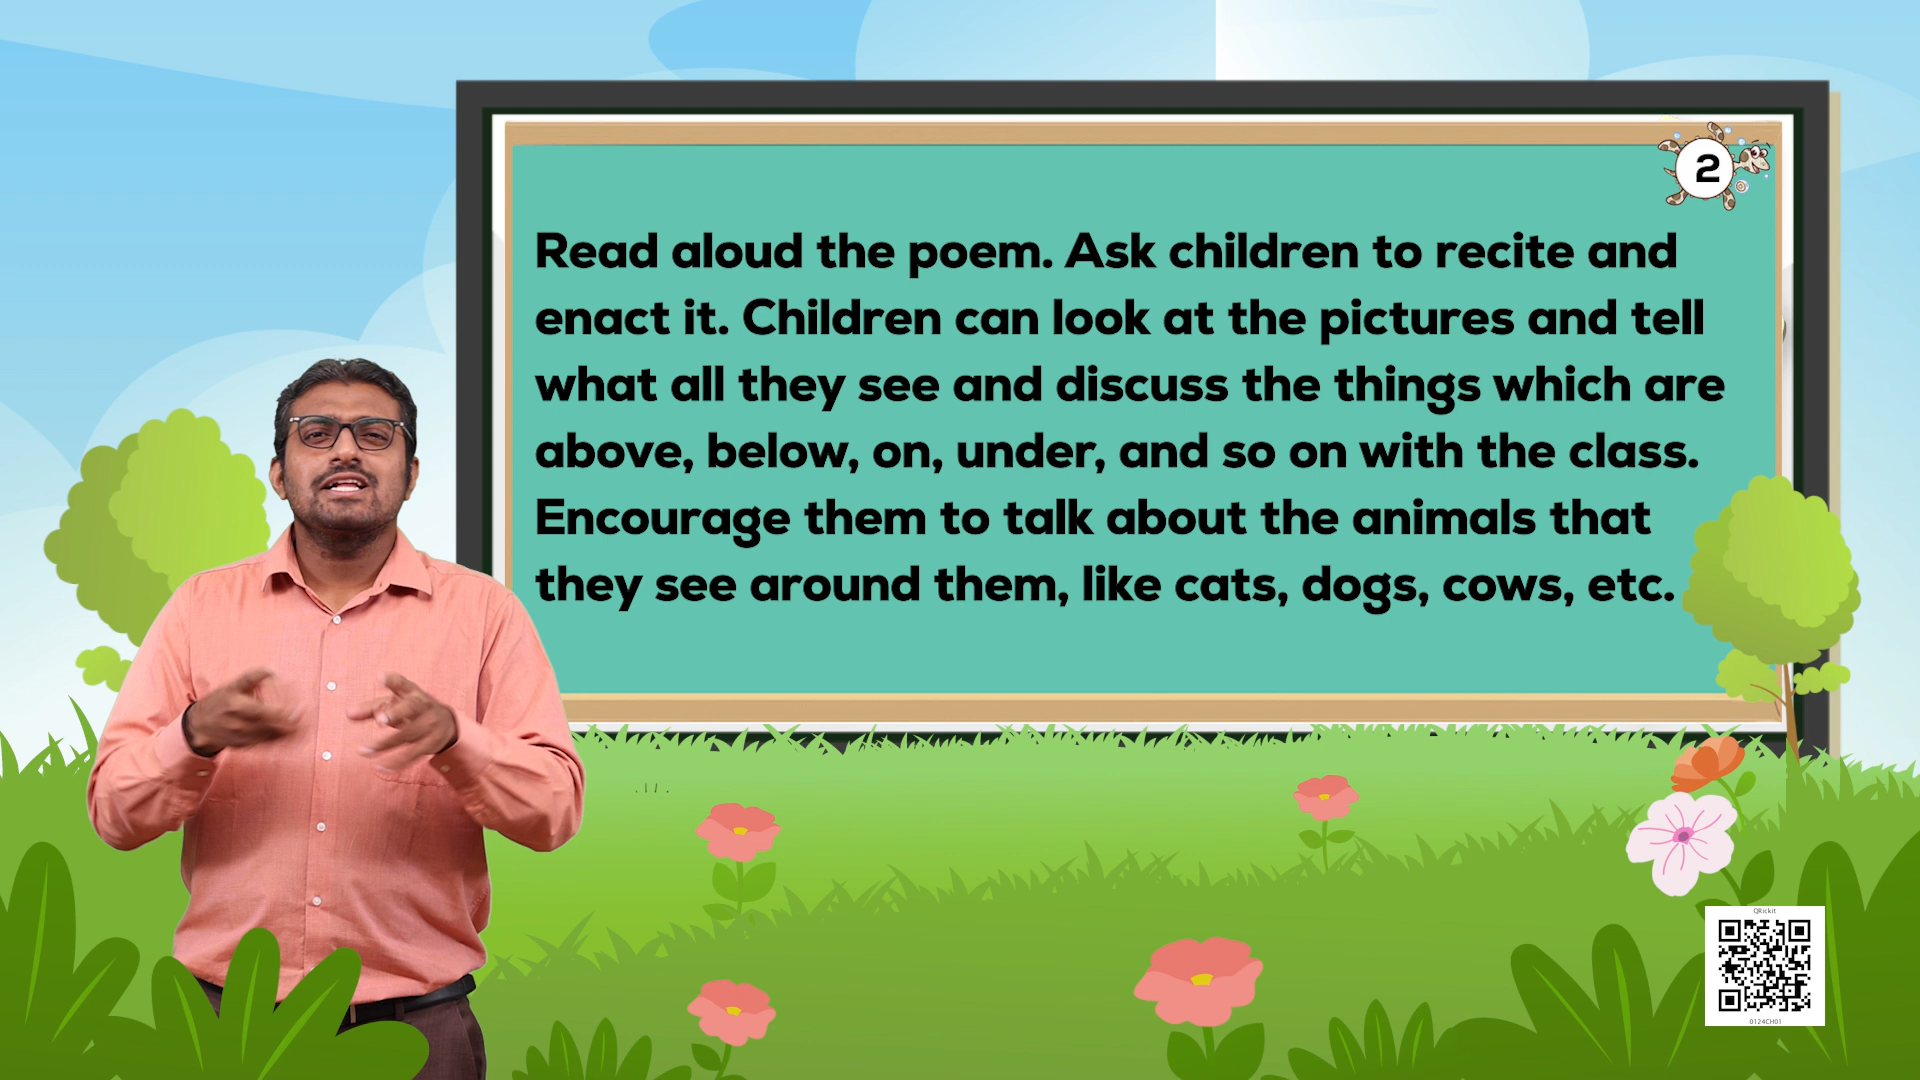 2
Read aloud the poem. Ask children to recite and
enact it. Children can look at the pictures and tell
what all they see and discuss the things which are
above, below, on, under, and so on with the class.
Encourage them to talk about the animals that
they see around them, like cats, dogs, cows, etc.
QRickit
0124CH01